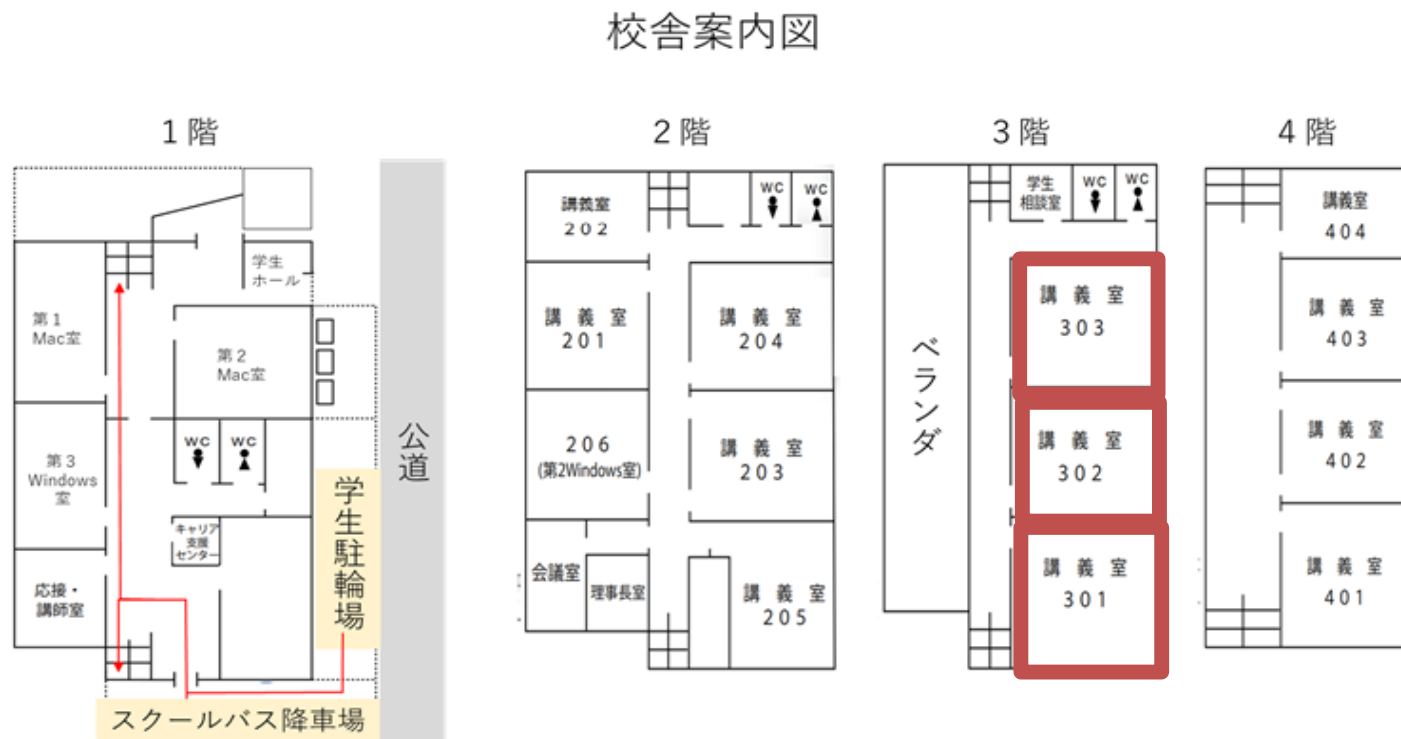 校舎案内図
1階
2階
3階
4階
学生
ホール
第1
Mac室
第2
Mac室
第3
Windows
室
WC
WC
キャリア
支援
センター
応接・
講師室
学生駐輪場
公道
スクールバス降車場
講義室
202
WC
WC
講義室
201
講義室
204
206
(第2Windows室)
講義室
203
会議室
理事長室
講義室
205
学生
相談室
WC
WC
ベランダ
講義室
303
講義室
302
講義室
301
講義室
404
講義室
403
講義室
402
講義室
401